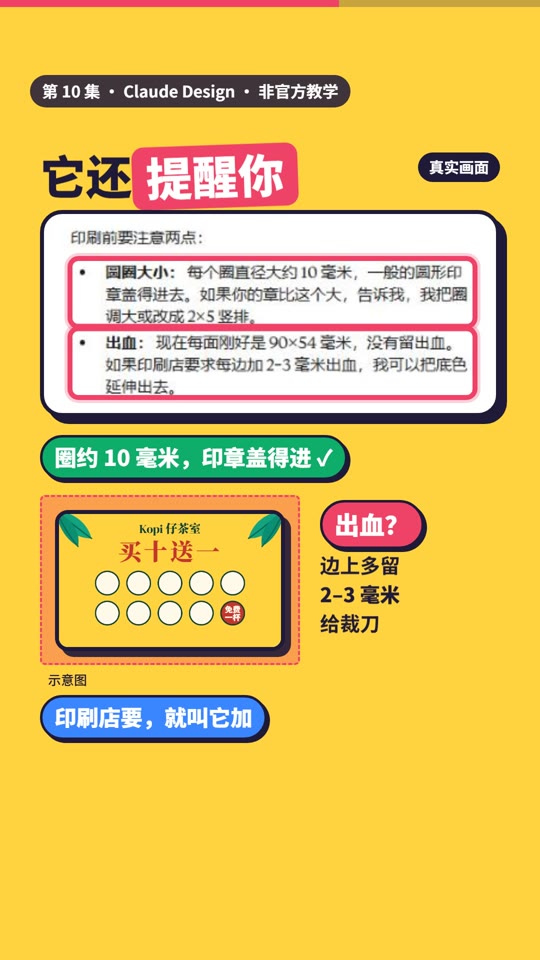 第 10 集 · Claude Design · 非官方教学
它还提醒你
真实画面
印刷前要注意两点：
• 圆圈大小： 每个圈直径大约 10 毫米，一般的圆形印
章盖得进去。如果你的章比这个大，告诉我，我把圈
调大或改成 2×5 竖排。
• 出血： 现在每面刚好是 90×54 毫米，没有留出血。
如果印刷店要求每边加 2–3 毫米出血，我可以把底色
延伸出去。
圈约 10 毫米，印章盖得进 ✓
Kopi 仔茶室
买十送一
免费
一杯
出血？
边上多留
2–3 毫米
给裁刀
示意图
印刷店要，就叫它加